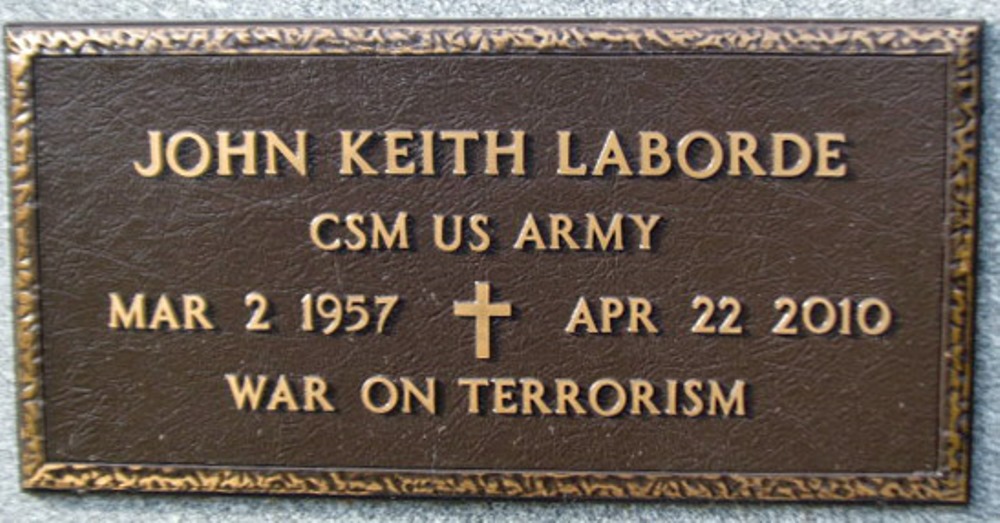 JOHN KEITH LABORDE
CSM US ARMY
MAR 2 1957 APR 22 2010
WAR ON TERRORISM